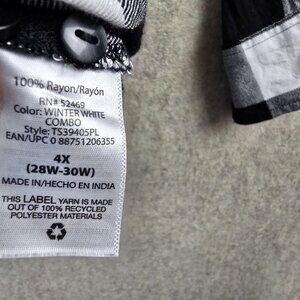 100% Rayon/Rayón
RN# 52469
Color: WINTER WHITE
COMBO
Style: TS39405PL
EAN/UPC 0 88751206355
4X
(28W-30W)
MADE IN/HECHO EN INDIA
THIS LABEL YARN IS MADE
OUT OF 100% RECYCLED
POLYESTER MATERIALS